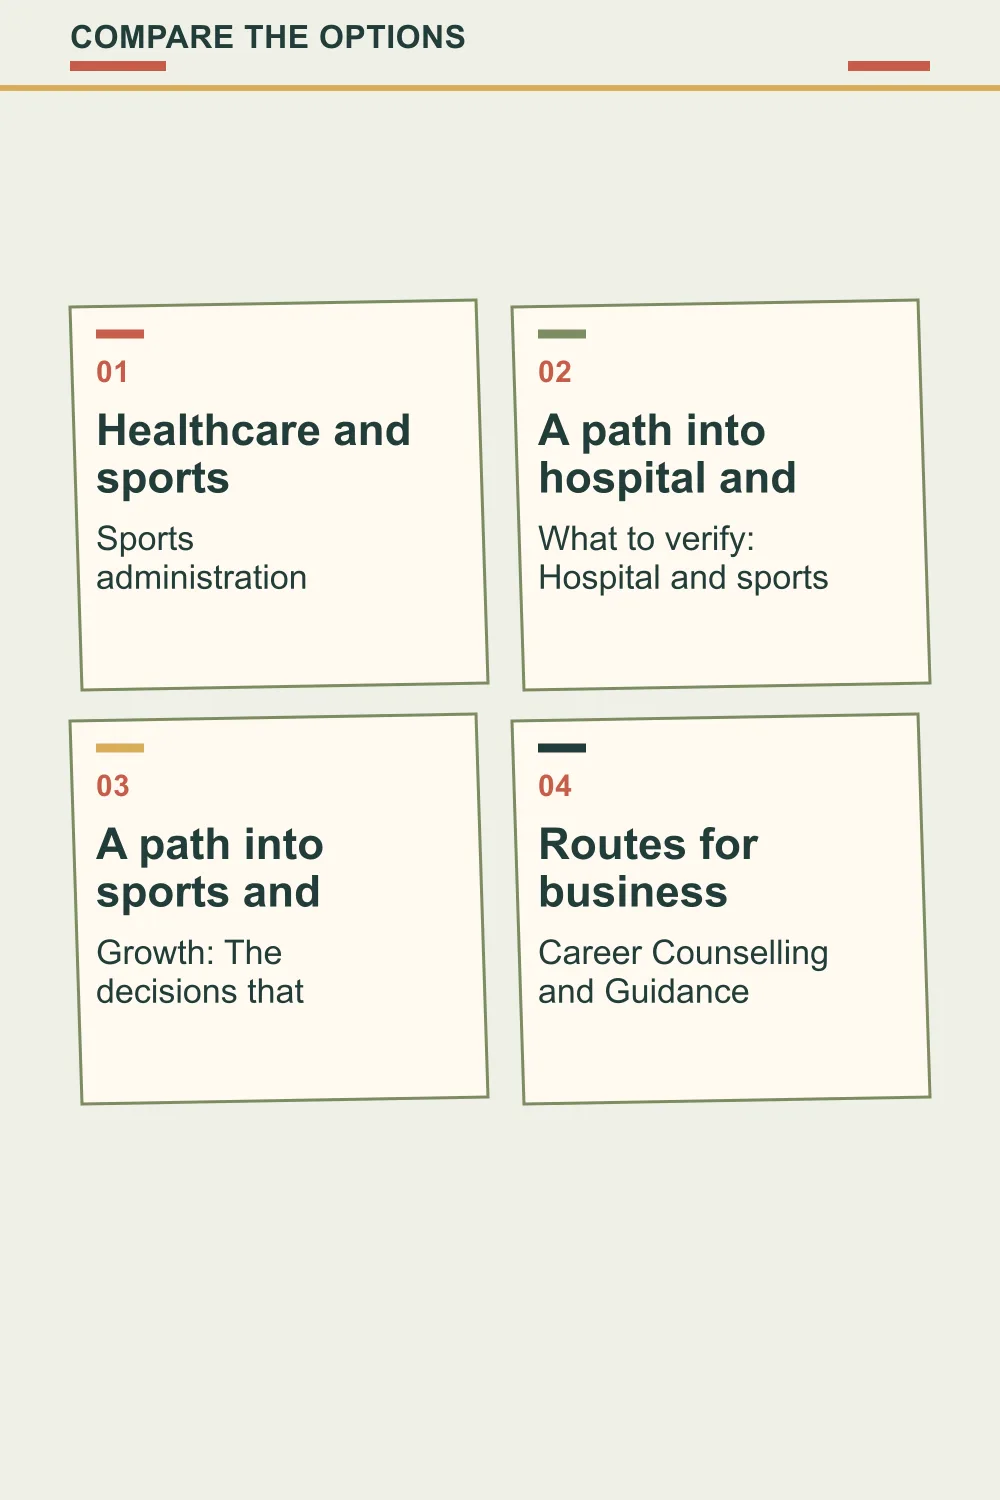 COMPARE THE OPTIONS
01
Healthcare and
sports
Sports
administration
02
A path into
hospital and
What to verify:
Hospital and sports
03
A path into
sports and
Growth: The
decisions that
04
Routes for
business
Career Counselling
and Guidance